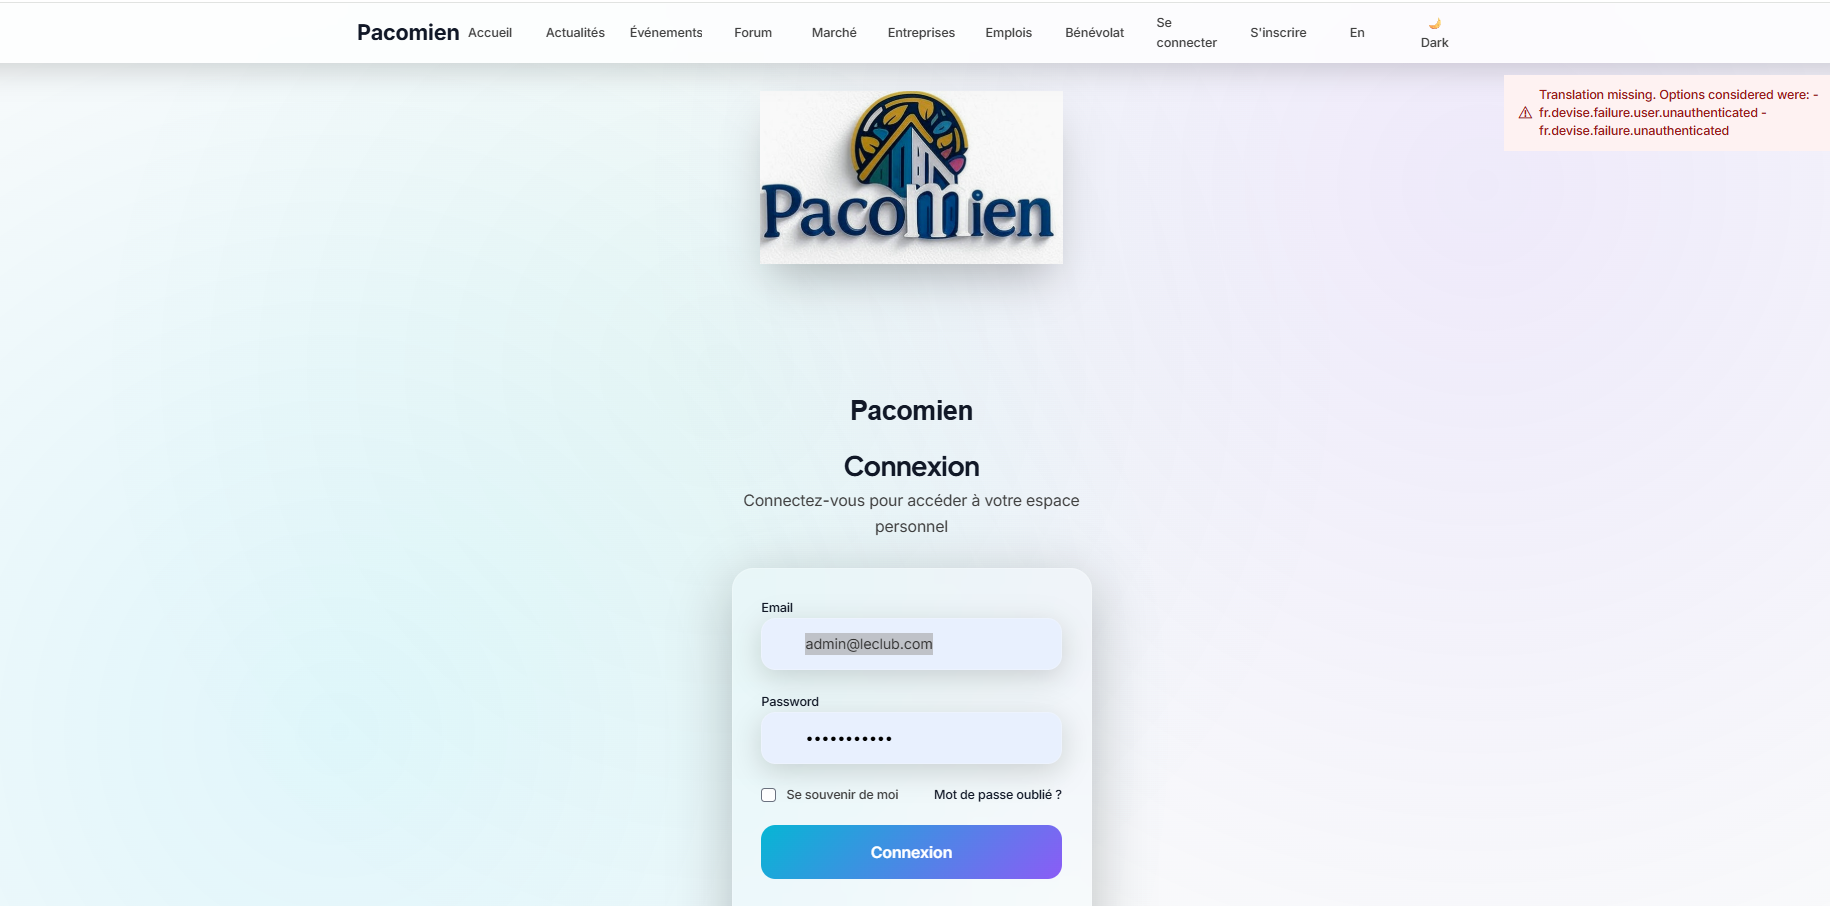 Pacomien
Accueil
Actualités
Événements
Forum
Marché
Entreprises
Emplois
Bénévolat
Se
connecter
S'inscrire
En
Dark
Translation missing. Options considered were: -
fr.devise.failure.user.unauthenticated -
fr.devise.failure.unauthenticated
Pacomien
Pacomien
Connexion
Connectez-vous pour accéder à votre espace
personnel
Email
admin@leclub.com
Password
•••••••••••
Se souvenir de moi
Mot de passe oublié ?
Connexion